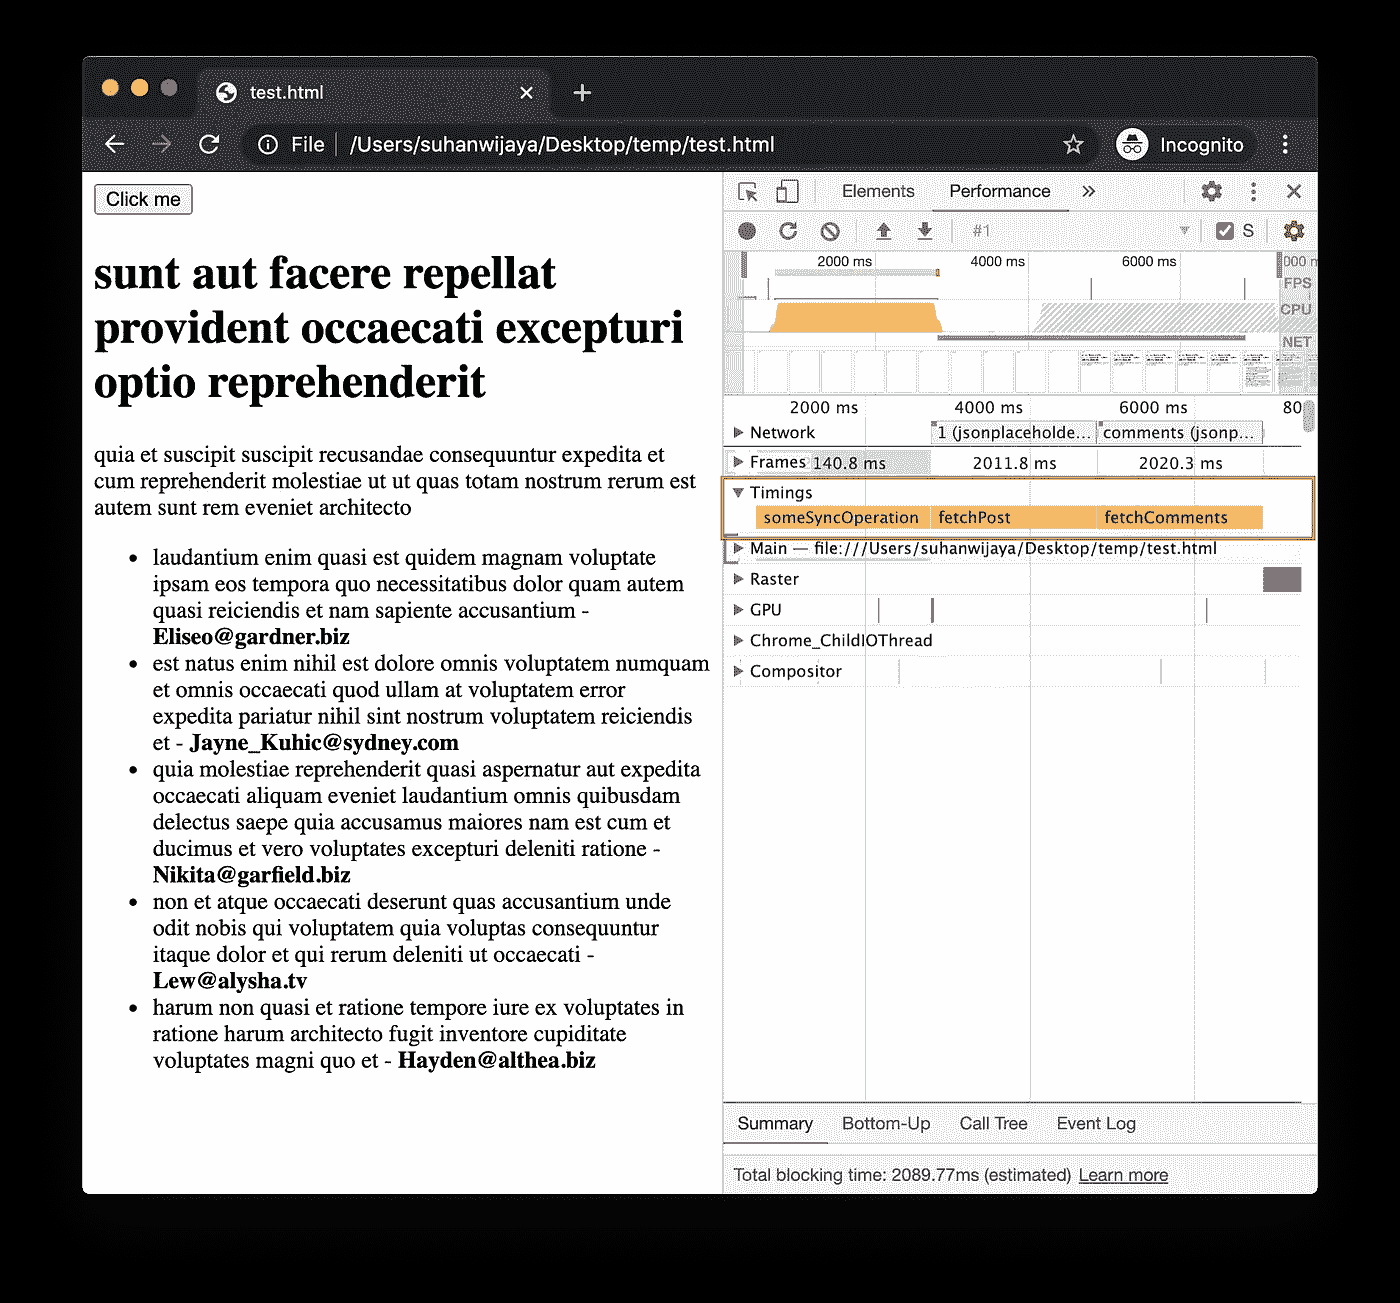 test.html
File /Users/suhanwijaya/Desktop/temp/test.html Incognito
Click me
sunt aut facere repellat
provident occaecati excepturi
optio reprehenderit
quia et suscipit suscipit recusandae consequuntur expedita et
cum reprehenderit molestiae ut ut quas totam nostrum rerum est
autem sunt rem eveniet architecto
laudantium enim quasi est quidem magnam voluptate
ipsam eos tempora quo necessitatibus dolor quam autem
quasi reiciendis et nam sapiente accusantium -
Eliseo@gardner.biz
est natus enim nihil est dolore omnis voluptatem numquam
et omnis occaecati quod ullam at voluptatem error
expedita pariatur nihil sint nostrum voluptatem reiciendis
et - Jayne_Kuhic@sydney.com
quia molestiae reprehenderit quasi aspernatur aut expedita
occaecati aliquam eveniet laudantium omnis quibusdam
delectus saepe quia accusamus maiores nam est cum et
ducimus et vero voluptates excepturi deleniti ratione -
Nikita@garfield.biz
non et atque occaecati deserunt quas accusantium unde
odit nobis qui voluptatem quia voluptas consequuntur
itaque dolor et qui rerum deleniti ut occaecati -
Lew@alysha.tv
harum non quasi et ratione tempore iure ex voluptates in
ratione harum architecto fugit inventore cupiditate
voluptates magni quo et - Hayden@althea.biz
Elements Performance »
#1 S
2000 ms 4000 ms 6000 ms 000 m
FPS
CPU
NET
2000 ms 4000 ms 6000 ms 80
Network 1 (jsonplaceholde... comments (jsonp...
Frames 140.8 ms 2011.8 ms 2020.3 ms
Timings
someSyncOperation fetchPost fetchComments
Main — file:///Users/suhanwijaya/Desktop/temp/test.html
Raster
GPU
Chrome_ChildIOThread
Compositor
Summary Bottom-Up Call Tree Event Log
Total blocking time: 2089.77ms (estimated) Learn more